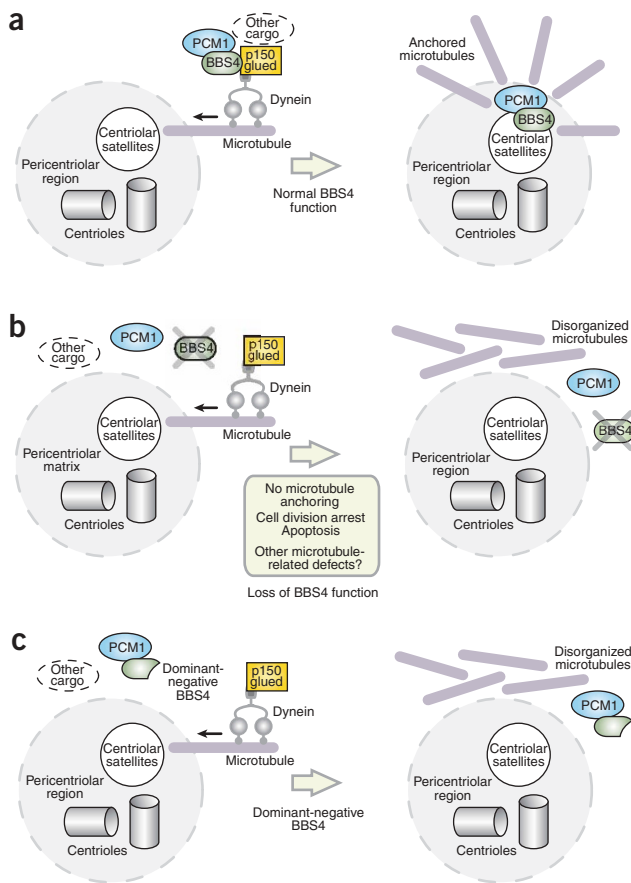 a
Other
cargo
PCM1
BBS4
p150
glued
Dynein
Centriolar
satellites
Microtubule
Pericentriolar
region
Centrioles
Normal BBS4
function
Anchored
microtubules
PCM1
BBS4
Centriolar
satellites
Pericentriolar
region
Centrioles
b
Other
cargo
PCM1
BBS4
p150
glued
Dynein
Centriolar
satellites
Microtubule
Pericentriolar
matrix
Centrioles
No microtubule
anchoring
Cell division arrest
Apoptosis
Other microtubule-
related defects?
Loss of BBS4 function
Disorganized
microtubules
PCM1
BBS4
Centriolar
satellites
Pericentriolar
region
Centrioles
c
Other
cargo
PCM1
Dominant-
negative
BBS4
p150
glued
Dynein
Centriolar
satellites
Microtubule
Pericentriolar
region
Centrioles
Dominant-negative
BBS4
Disorganized
microtubules
PCM1
Centriolar
satellites
Pericentriolar
region
Centrioles